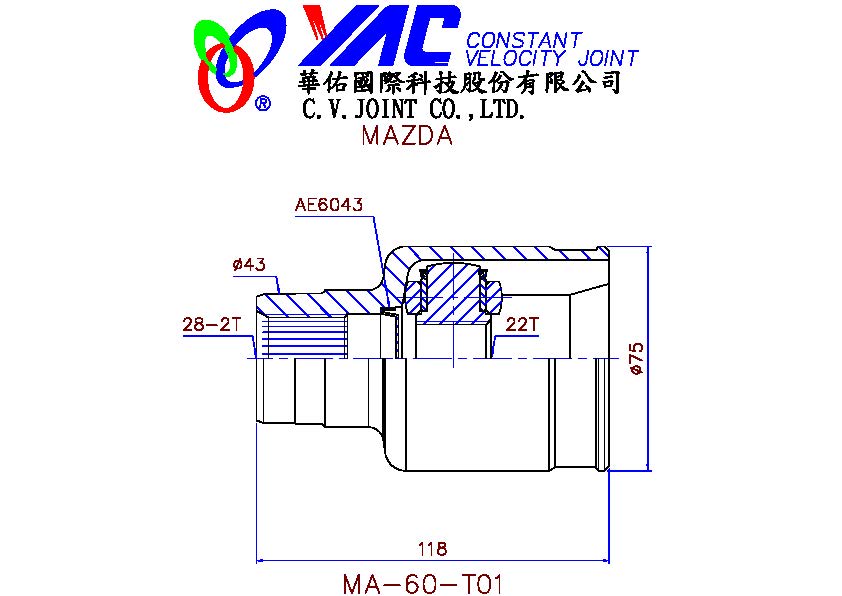 YAC CONSTANT
VELOCITY JOINT
華佑國際科技股份有限公司
®
C.V.JOINT CO.,LTD.
MAZDA
AE6043
ø43
28-2T
22T
ø75
118
MA-60-T01